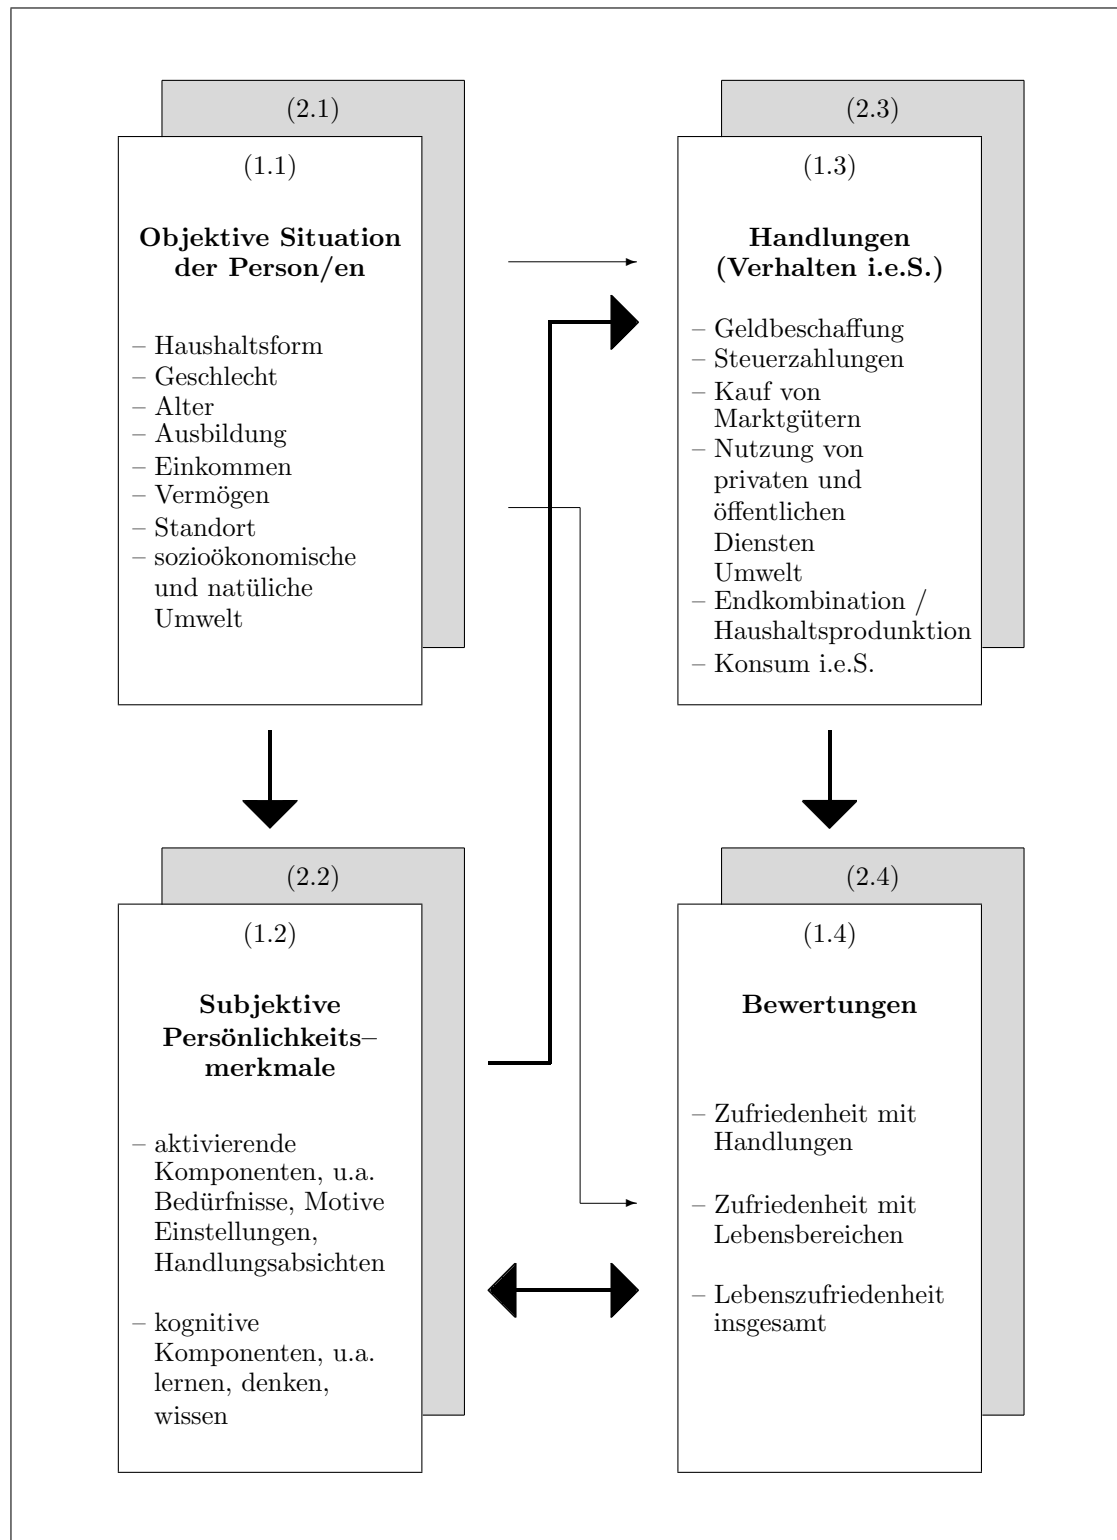 (2.1)
(1.1)
Objektive Situation
der Person/en
– Haushaltsform
– Geschlecht
– Alter
– Ausbildung
– Einkommen
– Vermögen
– Standort
– sozioökonomische
und natüliche
Umwelt
(2.3)
(1.3)
Handlungen
(Verhalten i.e.S.)
– Geldbeschaffung
– Steuerzahlungen
– Kauf von
Marktgütern
– Nutzung von
privaten und
öffentlichen
Diensten
Umwelt
– Endkombination /
Haushaltsprodunktion
– Konsum i.e.S.
(2.2)
(1.2)
Subjektive
Persönlichkeits–
merkmale
– aktivierende
Komponenten, u.a.
Bedürfnisse, Motive
Einstellungen,
Handlungsabsichten
– kognitive
Komponenten, u.a.
lernen, denken,
wissen
(2.4)
(1.4)
Bewertungen
– Zufriedenheit mit
Handlungen
– Zufriedenheit mit
Lebensbereichen
– Lebenszufriedenheit
insgesamt